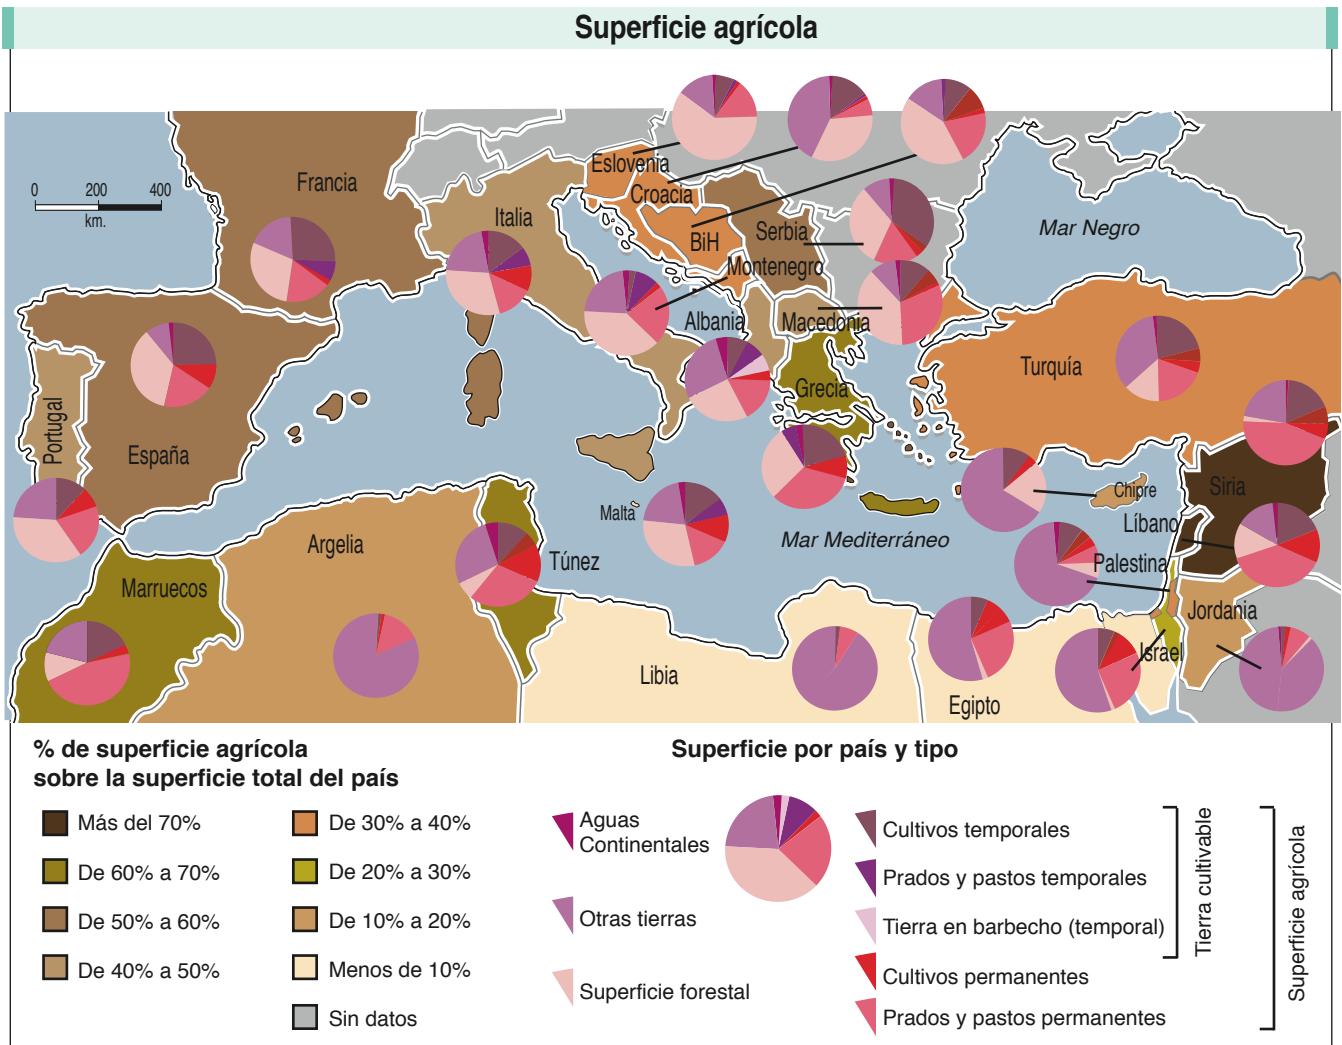 Superficie agrícola
0 200 400
km.
Francia
Italia
Eslovenia
Croacia
BiH
Serbia
Montenegro
Albania
Macedonia
Grecia
Mar Negro
Turquía
Portugal
España
Malta
Mar Mediterráneo
Chipre
Siria
Líbano
Palestina
Jordania
Israel
Argelia
Túnez
Marruecos
Libia
Egipto
% de superficie agrícola
sobre la superficie total del país
Más del 70%
De 60% a 70%
De 50% a 60%
De 40% a 50%
De 30% a 40%
De 20% a 30%
De 10% a 20%
Menos de 10%
Sin datos
Superficie por país y tipo
Aguas
Continentales
Otras tierras
Superficie forestal
Cultivos temporales
Prados y pastos temporales
Tierra en barbecho (temporal)
Cultivos permanentes
Prados y pastos permanentes
Tierra cultivable
Superficie agrícola